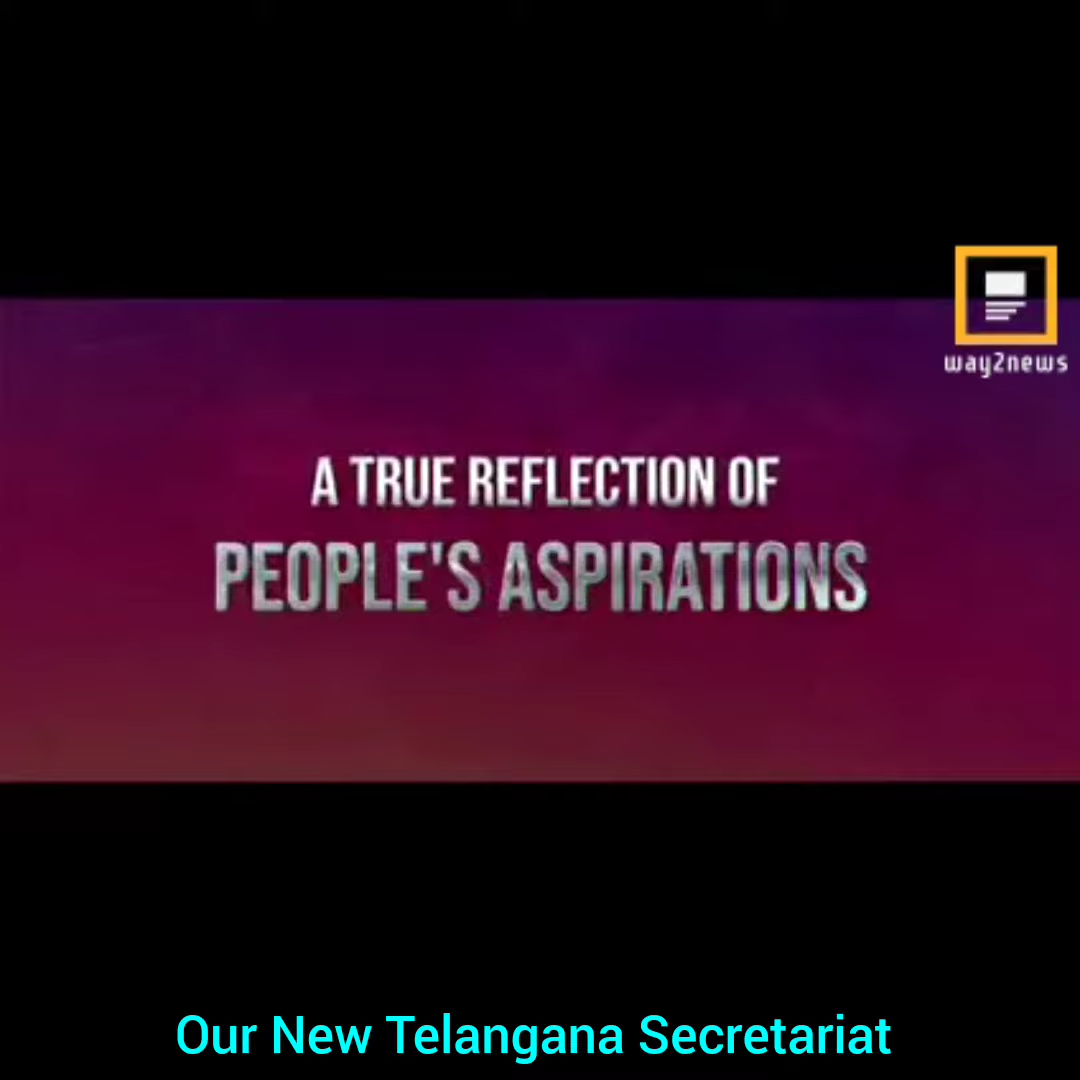 way2news
A TRUE REFLECTION OF
PEOPLE'S ASPIRATIONS
Our New Telangana Secretariat